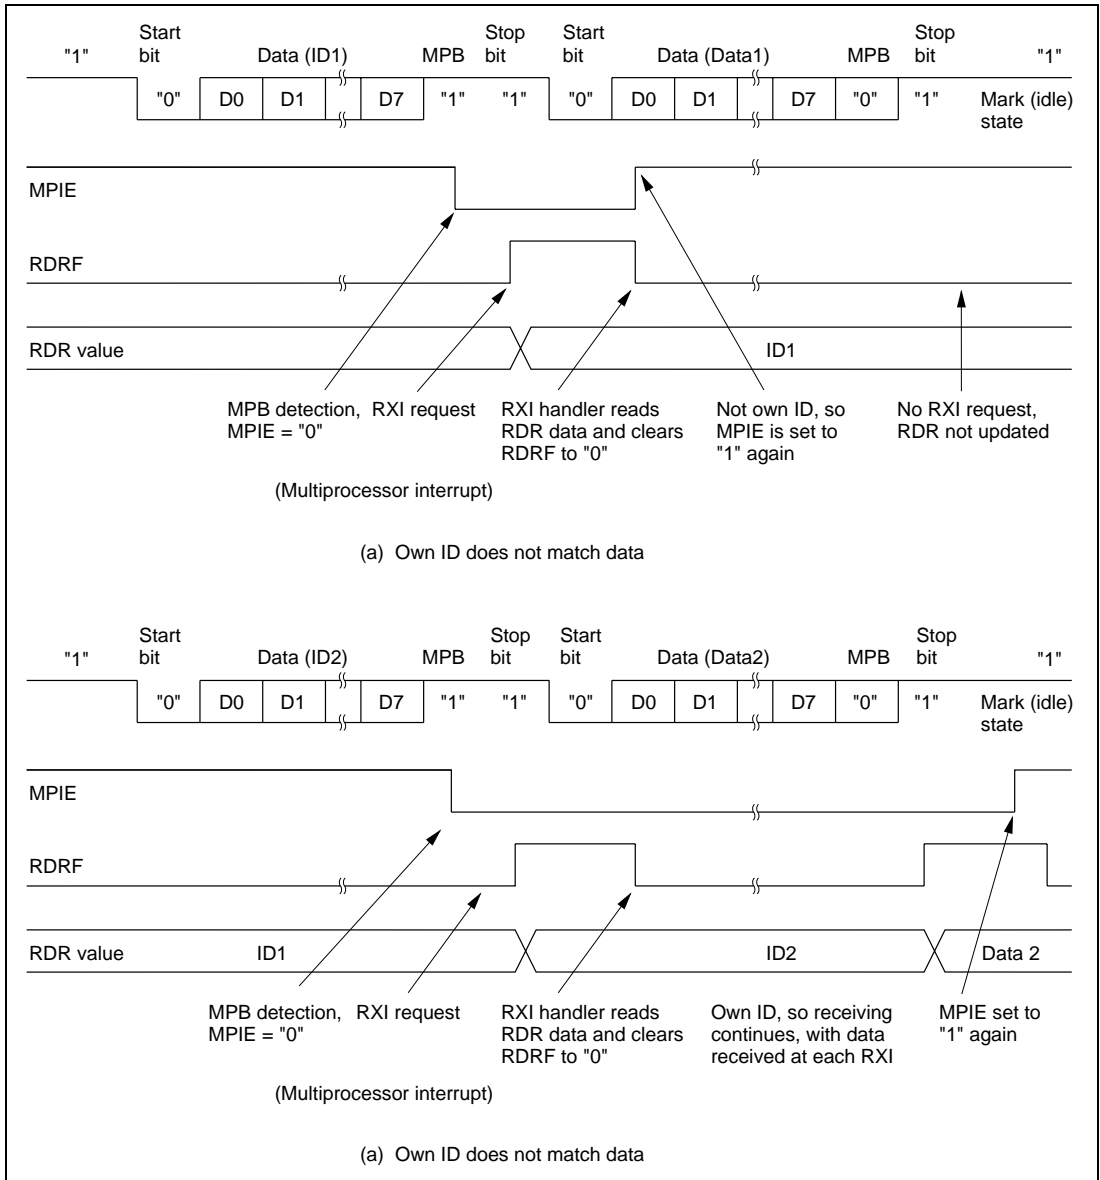 Start Stop Start Stop
"1" bit Data (ID1) MPB bit bit Data (Data1) MPB bit "1"
"0" D0 D1 D7 "1" "1" "0" D0 D1 D7 "0" "1" Mark (idle)
state
MPIE
RDRF
RDR value ID1
MPB detection, RXI request RXI handler reads Not own ID, so No RXI request,
MPIE = "0" RDR data and clears MPIE is set to RDR not updated
RDRF to "0" "1" again
(Multiprocessor interrupt)
(a) Own ID does not match data
Start Stop Start Stop
"1" bit Data (ID2) MPB bit bit Data (Data2) MPB bit "1"
"0" D0 D1 D7 "1" "1" "0" D0 D1 D7 "0" "1" Mark (idle)
state
MPIE
RDRF
RDR value ID1 ID2 Data 2
MPB detection, RXI request RXI handler reads Own ID, so receiving MPIE set to
MPIE = "0" RDR data and clears continues, with data "1" again
RDRF to "0" received at each RXI
(Multiprocessor interrupt)
(a) Own ID does not match data